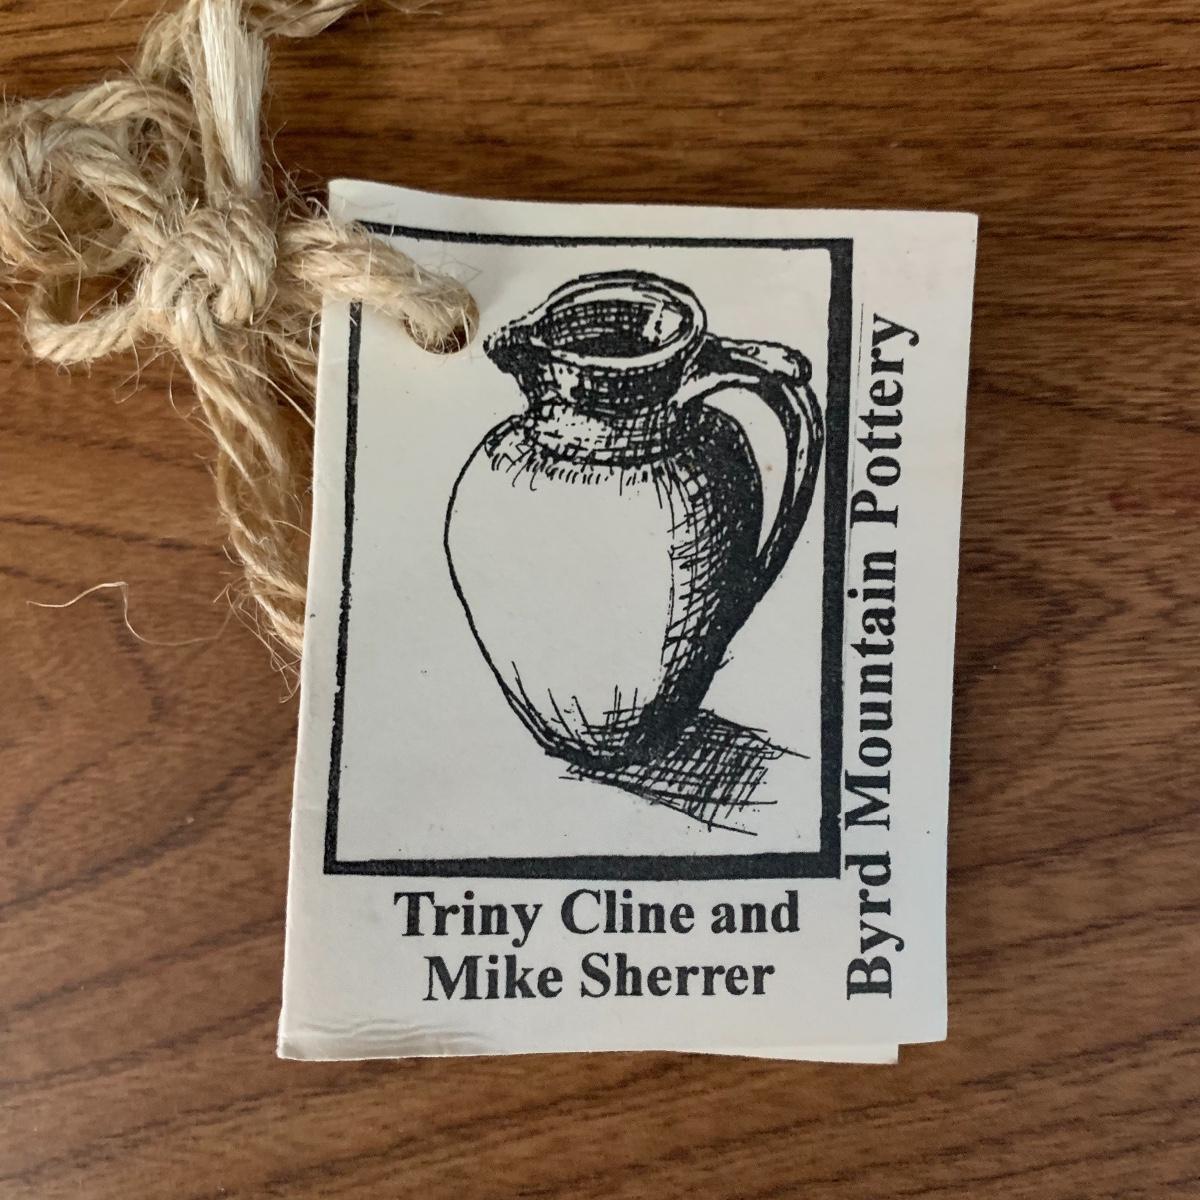 Triny Cline and
Mike Sherrer
Byrd Mountain Pottery